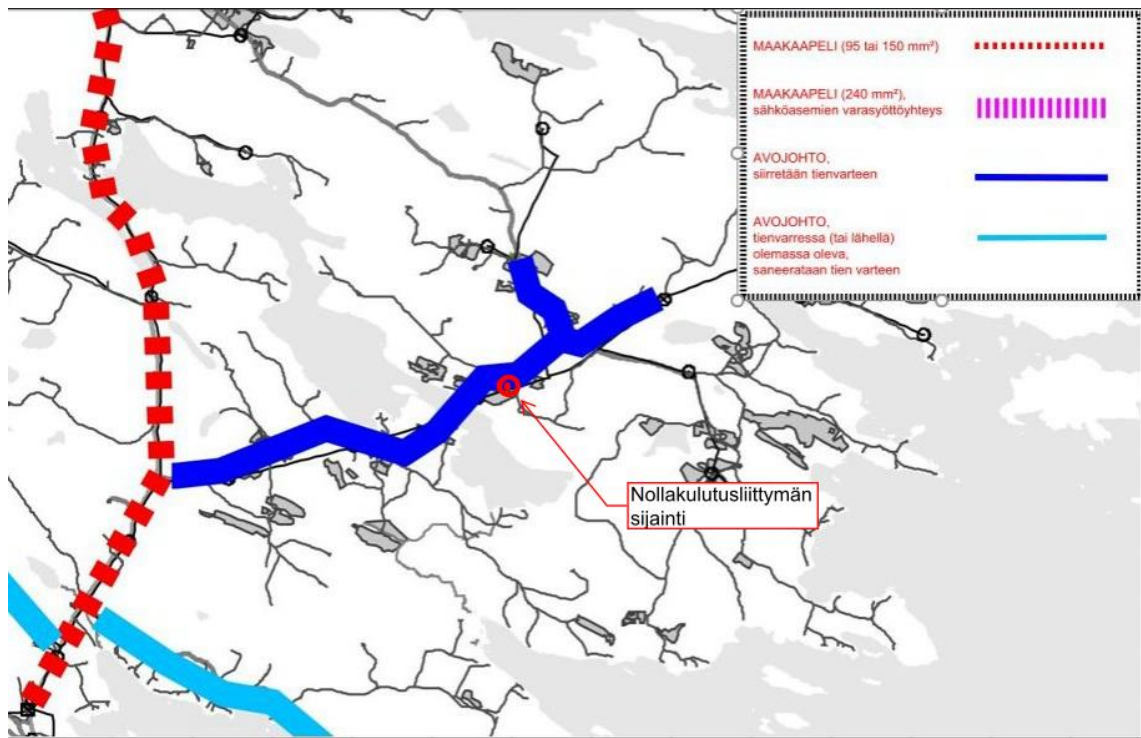 MAAKAAPELI (95 tai 150 mm²)
MAAKAAPELI (240 mm²),
sähköasemien varasyöttöyhteys
AVOJOHTO,
siirretään tienvarteen
AVOJOHTO,
tienvarressa (tai lähellä)
olemassa oleva,
saneerataan tien varteen
Nollakulutusliittymän
sijainti